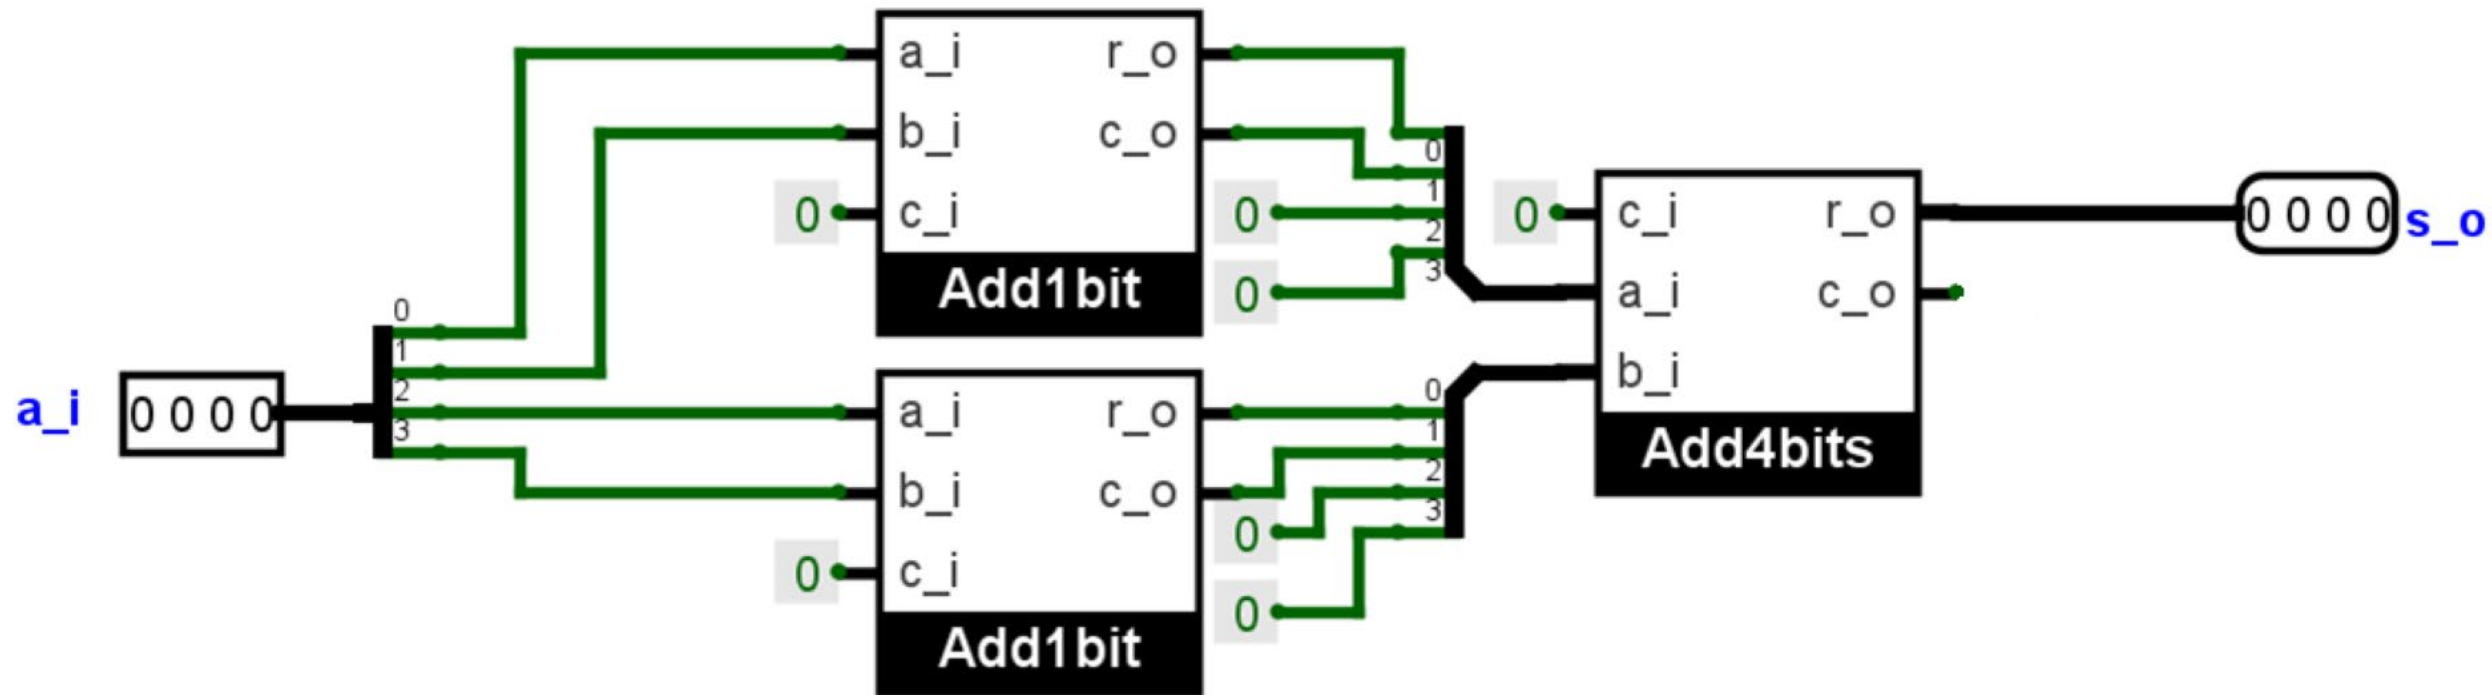 a_i
0 0 0 0
0
1
2
3
a_i r_o
b_i c_o
0 c_i
Add1bit
a_i r_o
b_i c_o
0 c_i
Add1bit
0
1
0 2
0 3
0
1
2
0 3
0
0 c_i r_o
a_i c_o
b_i
Add4bits
0 0 0 0 s_o